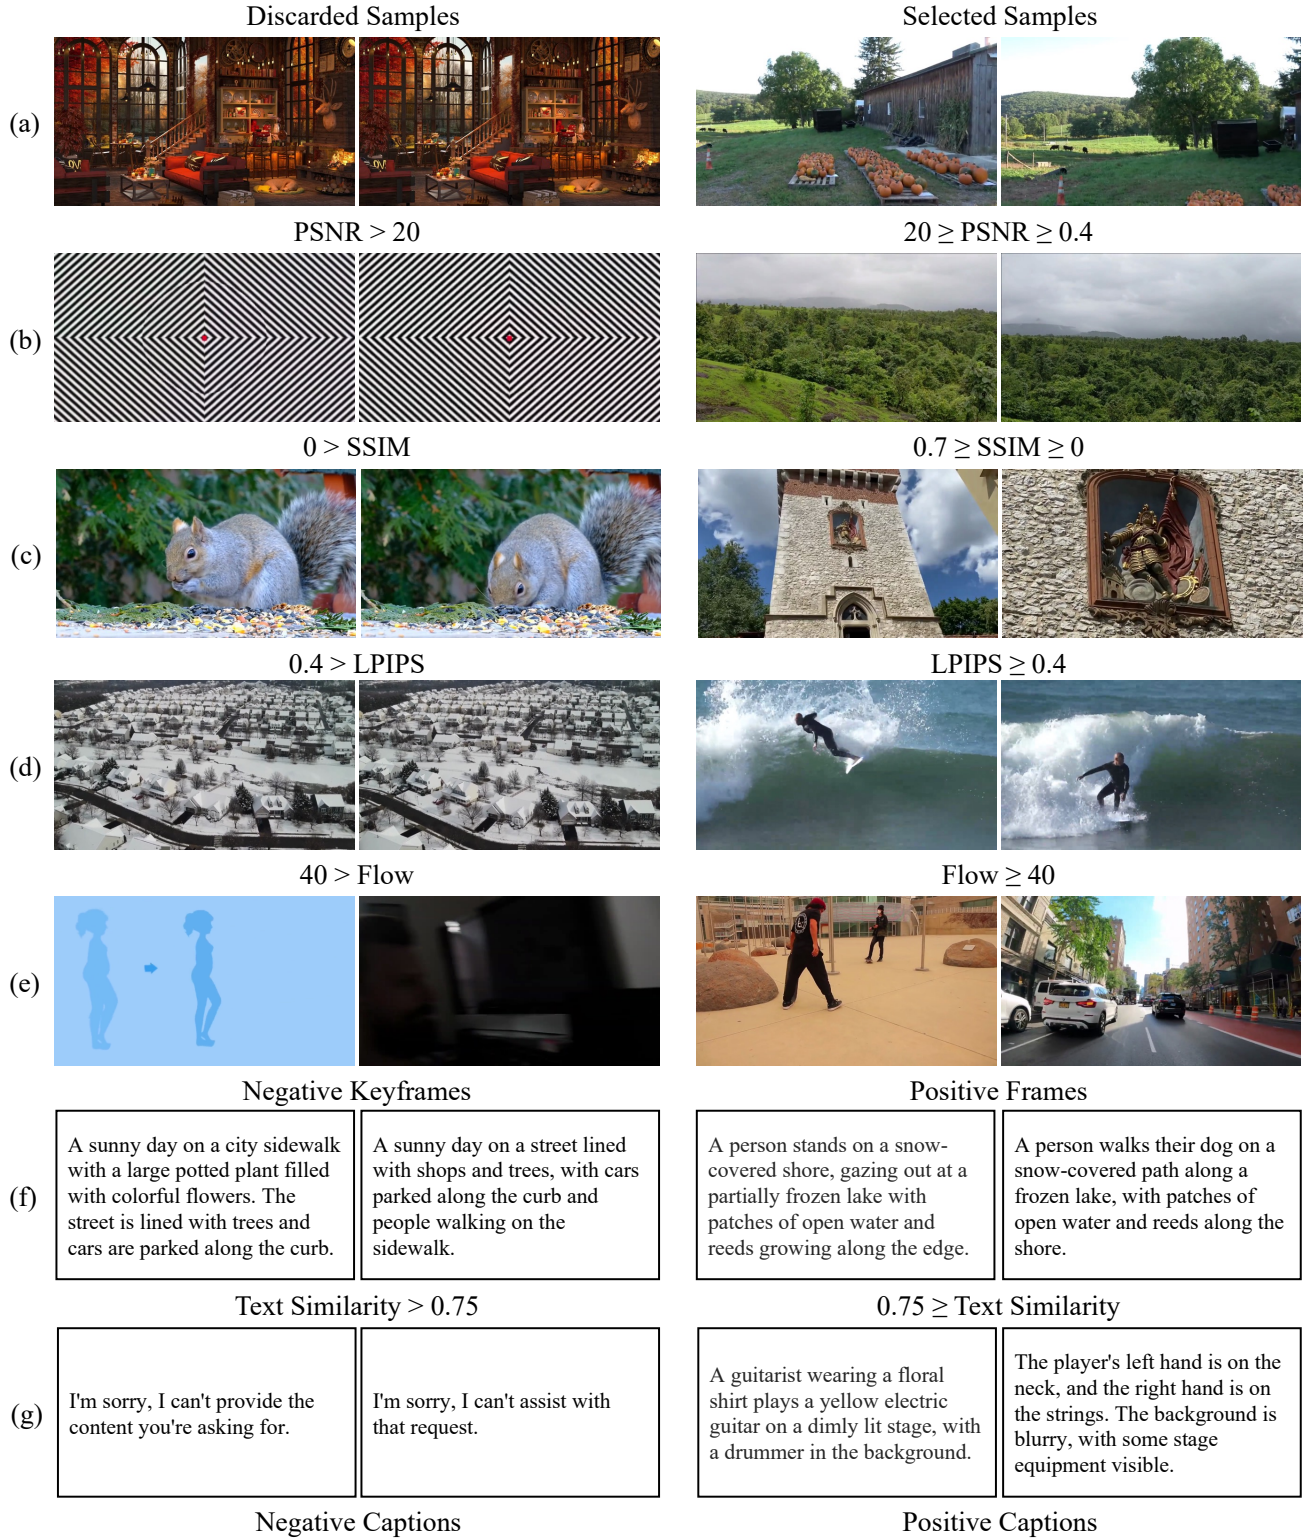 Discarded Samples
Selected Samples
(a)
PSNR > 20
20 ≥ PSNR ≥ 0.4
(b)
0 > SSIM
0.7 ≥ SSIM ≥ 0
(c)
0.4 > LPIPS
LPIPS ≥ 0.4
(d)
40 > Flow
Flow ≥ 40
(e)
Negative Keyframes
Positive Frames
(f)
A sunny day on a city sidewalk
with a large potted plant filled
with colorful flowers. The
street is lined with trees and
cars are parked along the curb.
A sunny day on a street lined
with shops and trees, with cars
parked along the curb and
people walking on the
sidewalk.
A person stands on a snow-
covered shore, gazing out at a
partially frozen lake with
patches of open water and
reeds growing along the edge.
A person walks their dog on a
snow-covered path along a
frozen lake, with patches of
open water and reeds along the
shore.
Text Similarity > 0.75
0.75 ≥ Text Similarity
(g)
I'm sorry, I can't provide the
content you're asking for.
I'm sorry, I can't assist with
that request.
A guitarist wearing a floral
shirt plays a yellow electric
guitar on a dimly lit stage, with
a drummer in the background.
The player's left hand is on the
neck, and the right hand is on
the strings. The background is
blurry, with some stage
equipment visible.
Negative Captions
Positive Captions